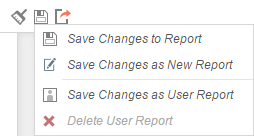 Save Changes to Report
Save Changes as New Report
Save Changes as User Report
Delete User Report